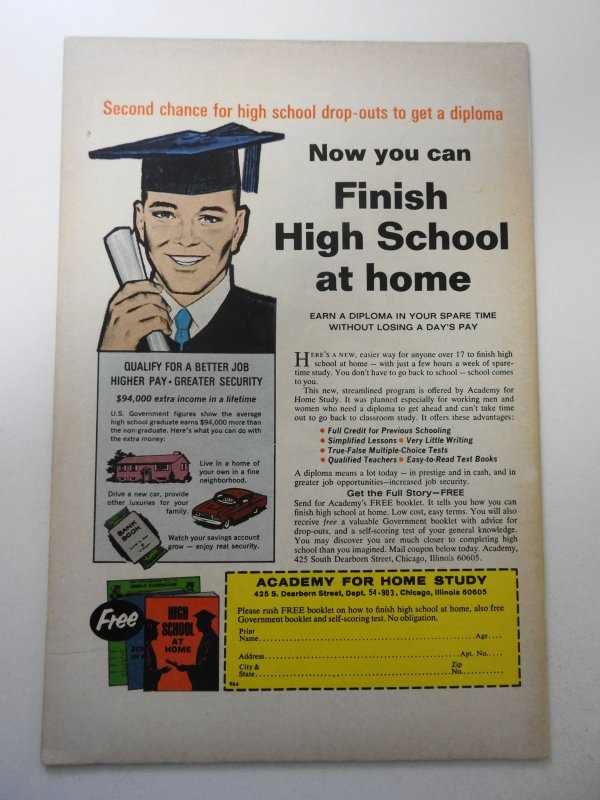 Second chance for high school drop-outs to get a diploma
Now you can
Finish
High School
at home
EARN A DIPLOMA IN YOUR SPARE TIME
WITHOUT LOSING A DAY'S PAY
HERE'S A NEW, easier way for anyone over 17 to finish high
school at home — with just a few hours a week of spare-
time study. You don't have to go back to school — school comes
to you.
This new, streamlined program is offered by Academy for
Home Study. It was planned especially for working men and
women who need a diploma to get ahead and can't take time
out to go back to classroom study. It offers these advantages:
• Full Credit for Previous Schooling
• Simplified Lessons • Very Little Writing
• True-False Multiple-Choice Tests
• Qualified Teachers • Easy-to-Read Text Books
A diploma means a lot today – in prestige and in cash, and in
greater job opportunities–increased job security.
Get the Full Story—FREE
Send for Academy's FREE booklet. It tells you how you can
finish high school at home. Low cost, easy terms. You will also
receive free a valuable Government booklet with advice for
drop-outs, and a self-scoring test of your general knowledge.
You may discover you are much closer to completing high
school than you imagined. Mail coupon below today. Academy,
425 South Dearborn Street, Chicago, Illinois 60605.
QUALIFY FOR A BETTER JOB
HIGHER PAY • GREATER SECURITY
$94,000 extra income in a lifetime
U.S. Government figures show the average
high school graduate earns $94,000 more than
the non-graduate. Here's what you can do with
the extra money:
Live in a home of
your own in a fine
neighborhood.
Drive a new car, provide
other luxuries for your
family.
BANK
BOOK
Watch your savings account
grow — enjoy real security.
Free
HIGH
SCHOOL
AT
HOME
ACADEMY FOR HOME STUDY
425 S. Dearborn Street, Dept. 54-903, Chicago, Illinois 60605
Please rush FREE booklet on how to finish high school at home, also free
Government booklet and self-scoring test. No obligation.
Print
Name.....Age....
Address.....Apt. No.....
City & Zip
State.....No.....
964